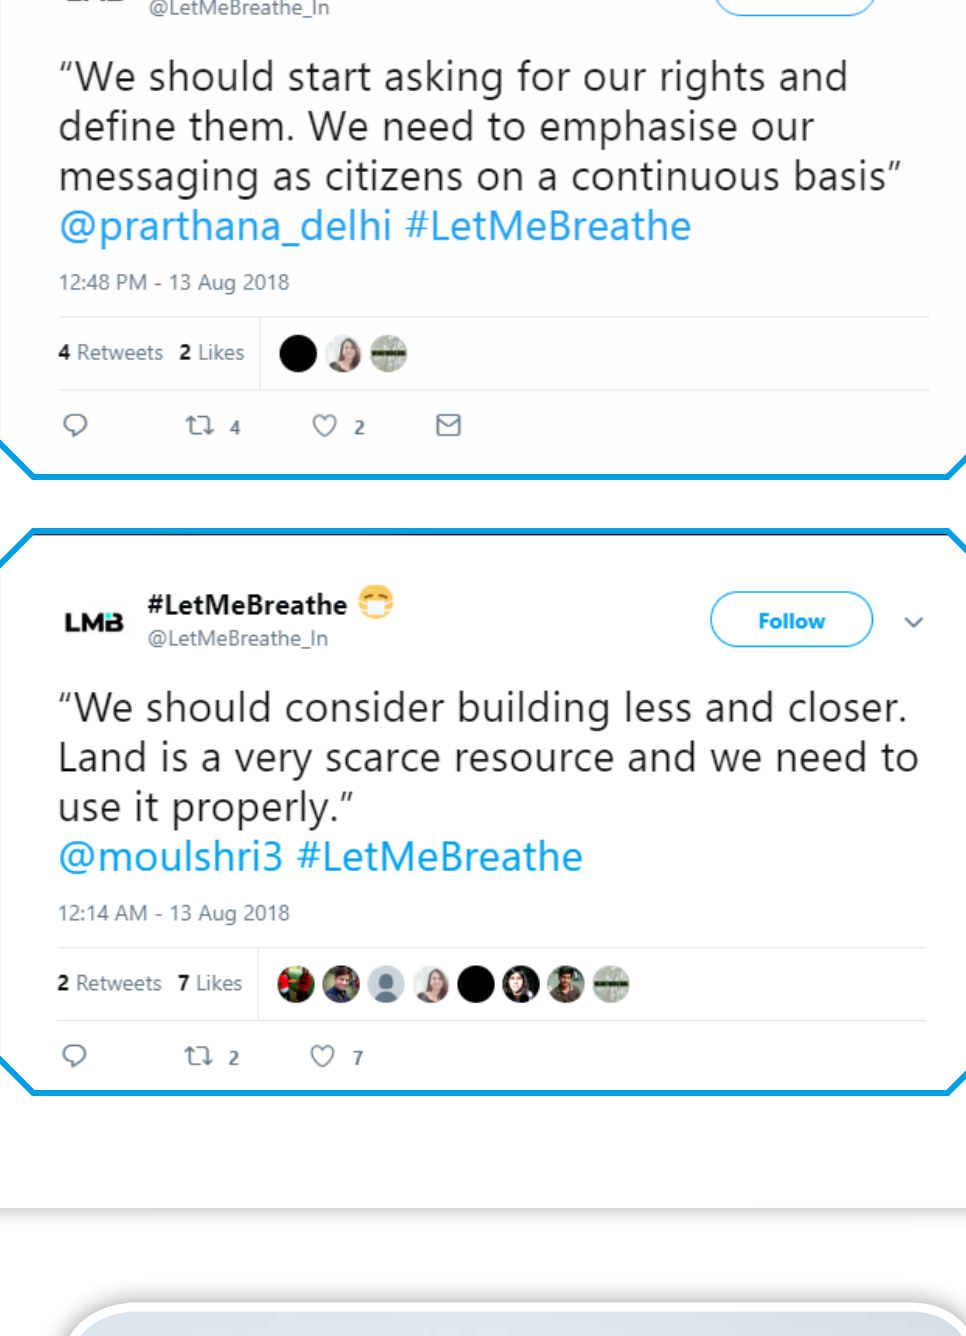 @LetMeBreathe_In
“We should start asking for our rights and
define them. We need to emphasise our
messaging as citizens on a continuous basis”
@prarthana_delhi #LetMeBreathe
12:48 PM - 13 Aug 2018
4 Retweets 2 Likes
4 2
LMB #LetMeBreathe 😷
@LetMeBreathe_In
Follow
“We should consider building less and closer.
Land is a very scarce resource and we need to
use it properly.”
@moulshri3 #LetMeBreathe
12:14 AM - 13 Aug 2018
2 Retweets 7 Likes
2 7